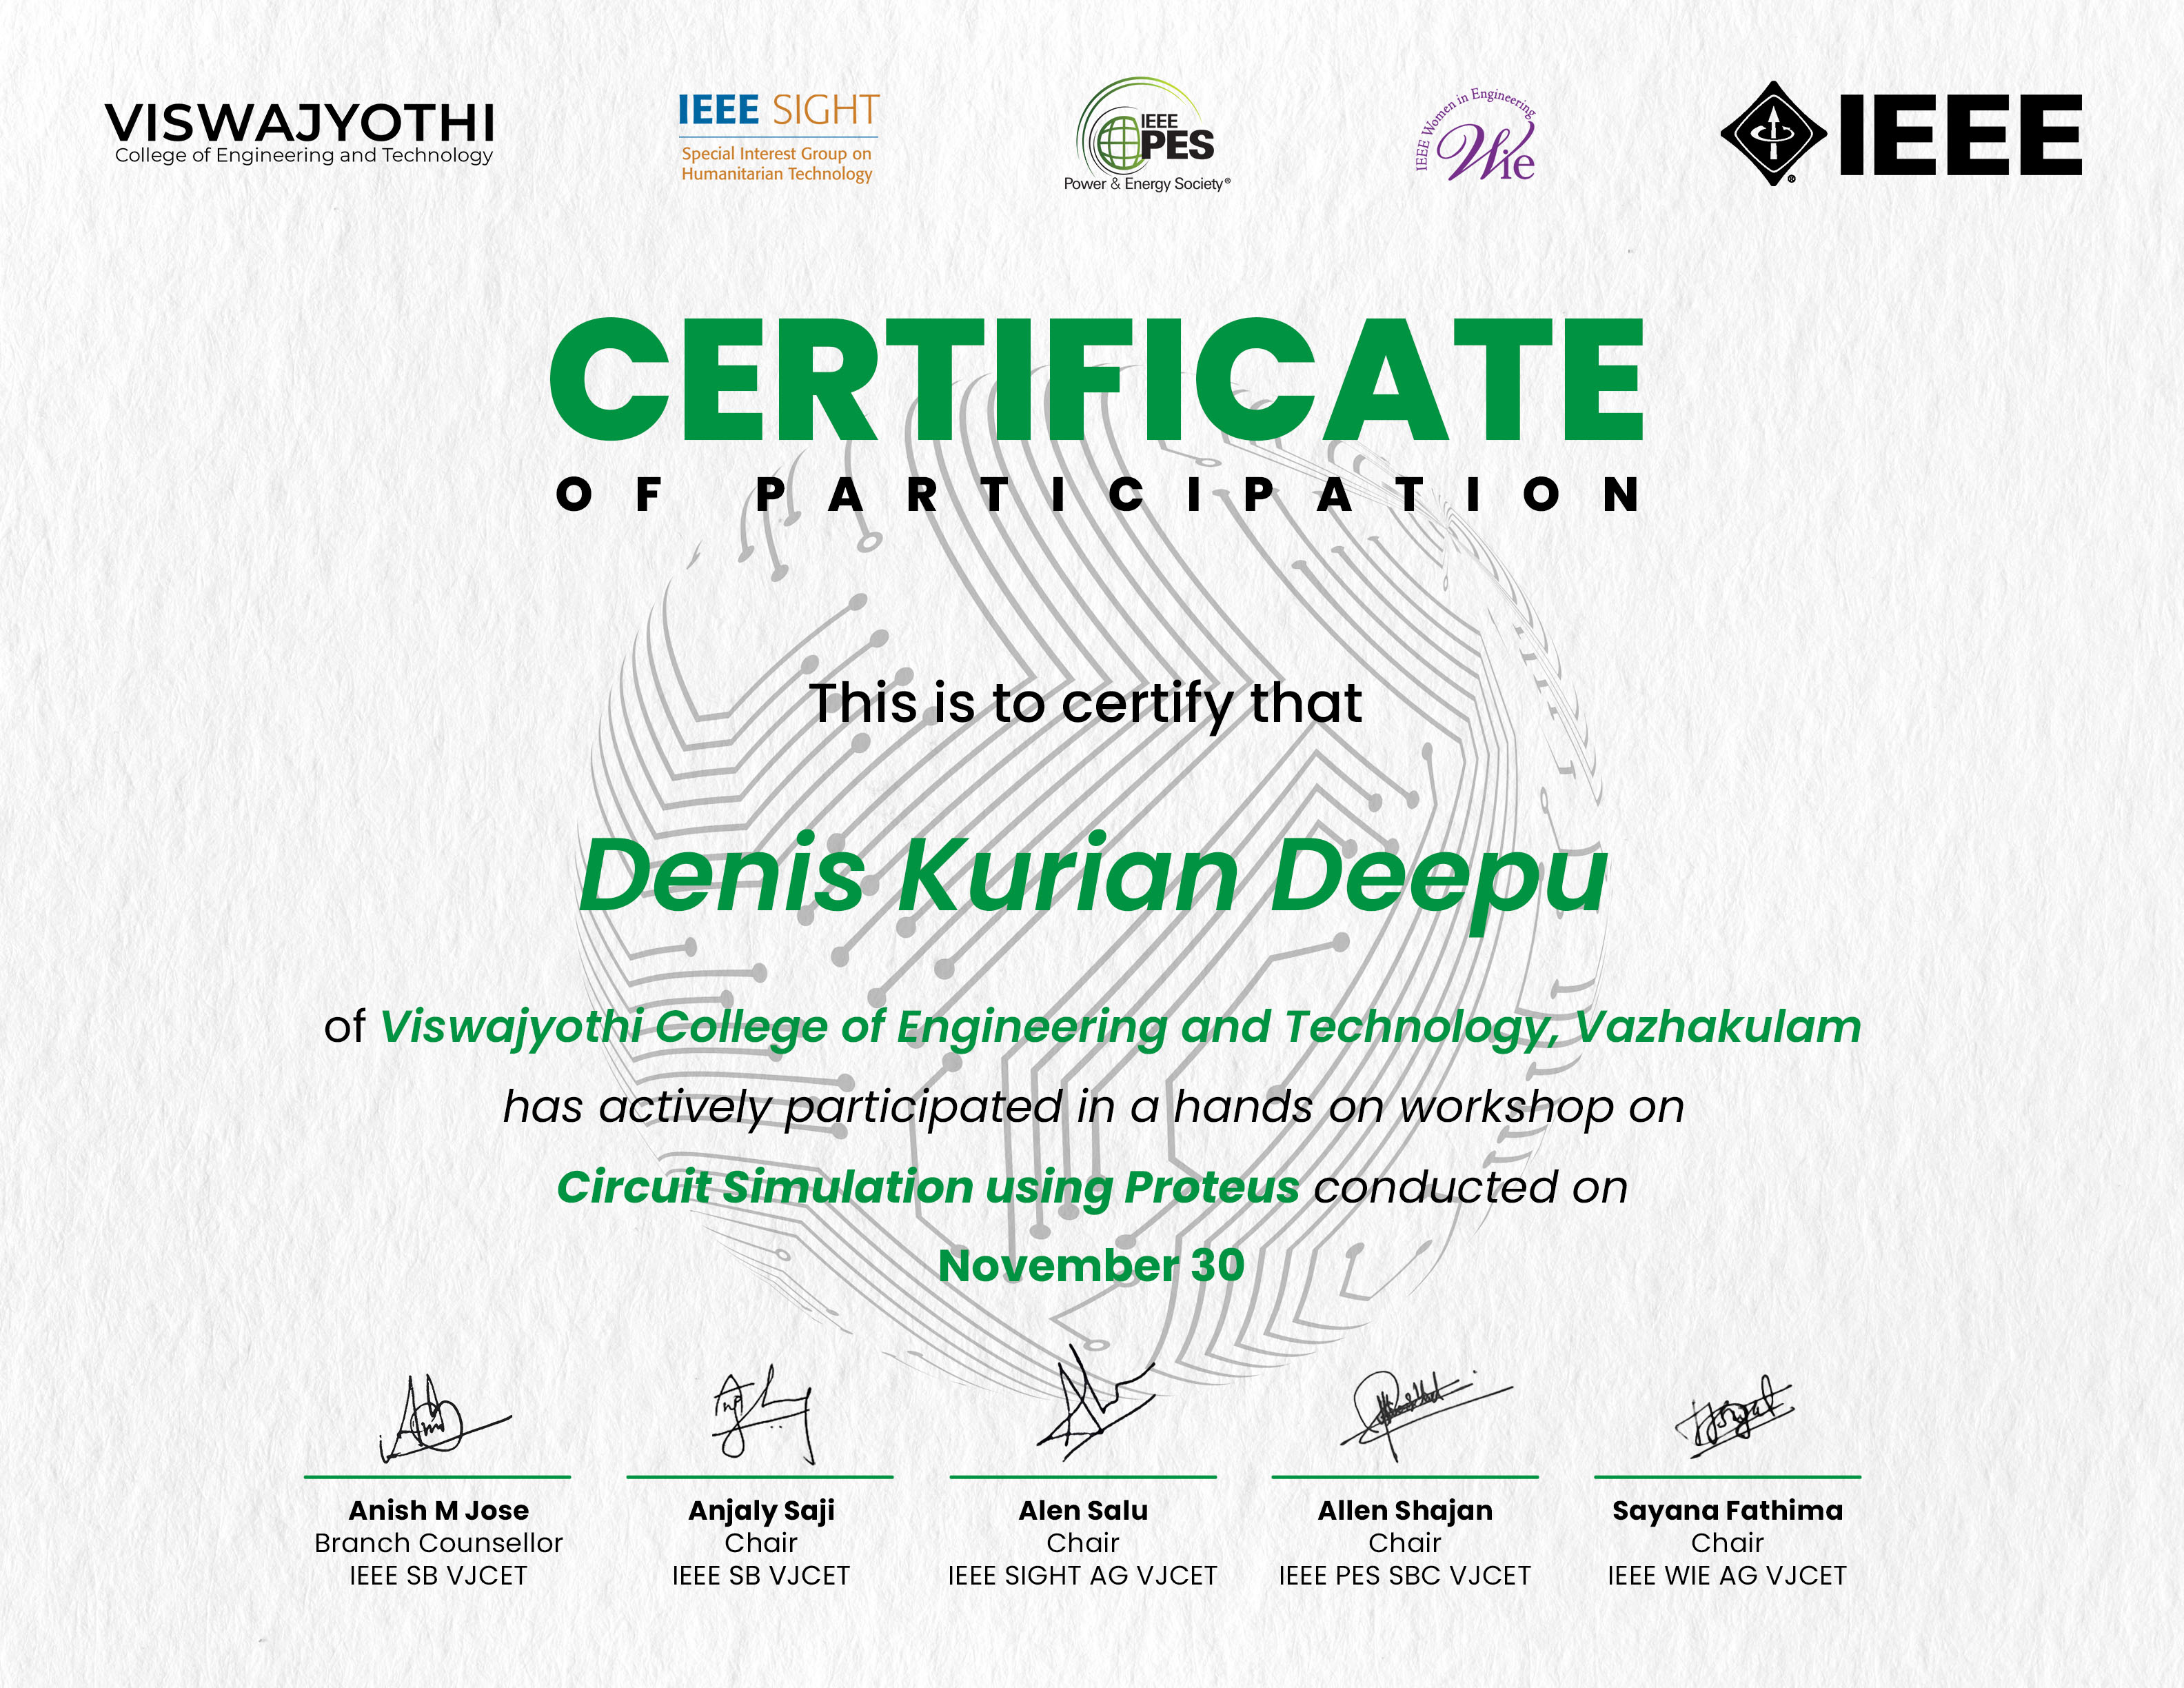 VISWAJYOTHI
College of Engineering and Technology
IEEE SIGHT
Special Interest Group on
Humanitarian Technology
IEEE
PES
Power & Energy Society®
IEEE Women in Engineering
Wie
IEEE
CERTIFICATE
OF PARTICIPATION
This is to certify that
Denis Kurian Deepu
of Viswajyothi College of Engineering and Technology, Vazhakulam
has actively participated in a hands on workshop on
Circuit Simulation using Proteus conducted on
November 30
Anish M Jose
Branch Counsellor
IEEE SB VJCET
Anjaly Saji
Chair
IEEE SB VJCET
Alen Salu
Chair
IEEE SIGHT AG VJCET
Allen Shajan
Chair
IEEE PES SBC VJCET
Sayana Fathima
Chair
IEEE WIE AG VJCET